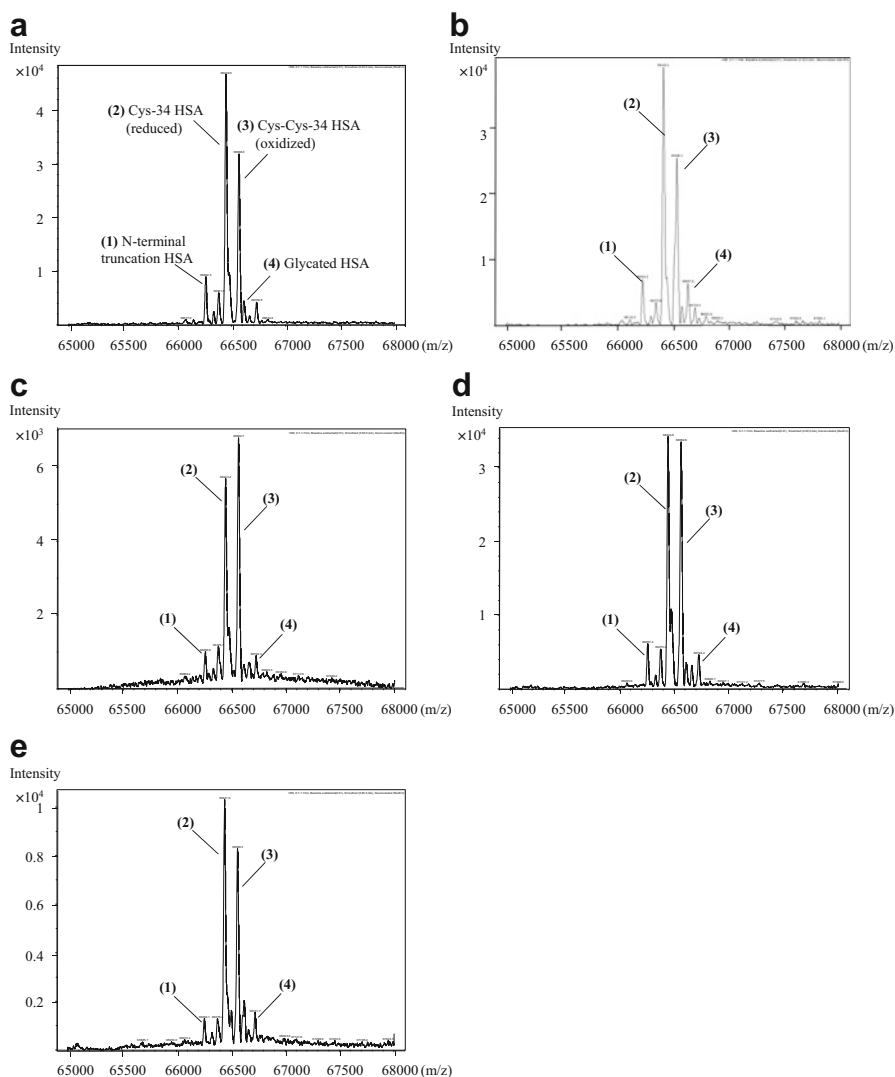 a
Intensity
×10⁴
4
3
2
1
(2) Cys-34 HSA
(reduced)
(3) Cys-Cys-34 HSA
(oxidized)
(1) N-terminal
truncation HSA
(4) Glycated HSA
65000 65500 66000 66500 67000 67500 68000 (m/z)
b
Intensity
×10⁴
3
2
1
(2)
(3)
(1)
(4)
65000 65500 66000 66500 67000 67500 68000 (m/z)
c
Intensity
×10³
6
4
2
(2)
(3)
(1)
(4)
65000 65500 66000 66500 67000 67500 68000 (m/z)
d
Intensity
×10⁴
3
2
1
(2)
(3)
(1)
(4)
65000 65500 66000 66500 67000 67500 68000 (m/z)
e
Intensity
×10⁴
1
0.8
0.6
0.4
0.2
(2)
(3)
(1)
(4)
65000 65500 66000 66500 67000 67500 68000 (m/z)